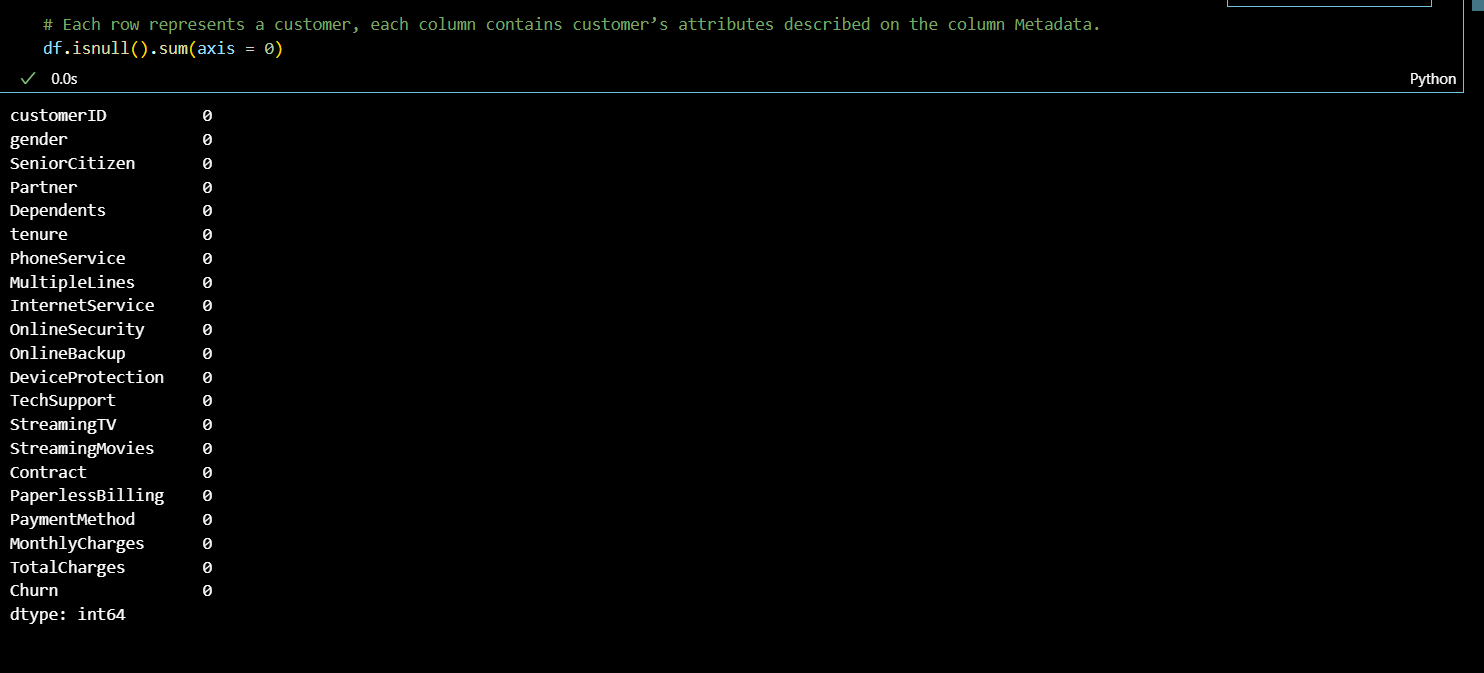 # Each row represents a customer, each column contains customer’s attributes described on the column Metadata.
df.isnull().sum(axis = 0)
✓ 0.0s
Python
customerID 0
gender 0
SeniorCitizen 0
Partner 0
Dependents 0
tenure 0
PhoneService 0
MultipleLines 0
InternetService 0
OnlineSecurity 0
OnlineBackup 0
DeviceProtection 0
TechSupport 0
StreamingTV 0
StreamingMovies 0
Contract 0
PaperlessBilling 0
PaymentMethod 0
MonthlyCharges 0
TotalCharges 0
Churn 0
dtype: int64